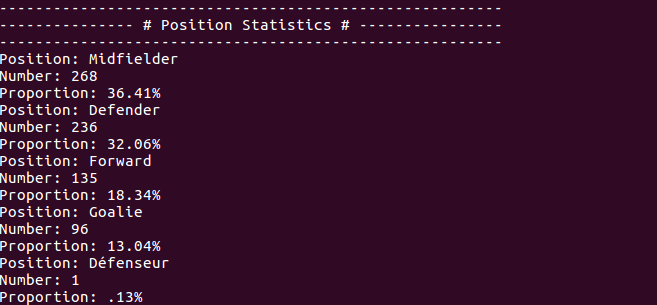 --------------------------------------------------------
--------------- # Position Statistics # ----------------
--------------------------------------------------------
Position: Midfielder
Number: 268
Proportion: 36.41%
Position: Defender
Number: 236
Proportion: 32.06%
Position: Forward
Number: 135
Proportion: 18.34%
Position: Goalie
Number: 96
Proportion: 13.04%
Position: Défenseur
Number: 1
Proportion: .13%